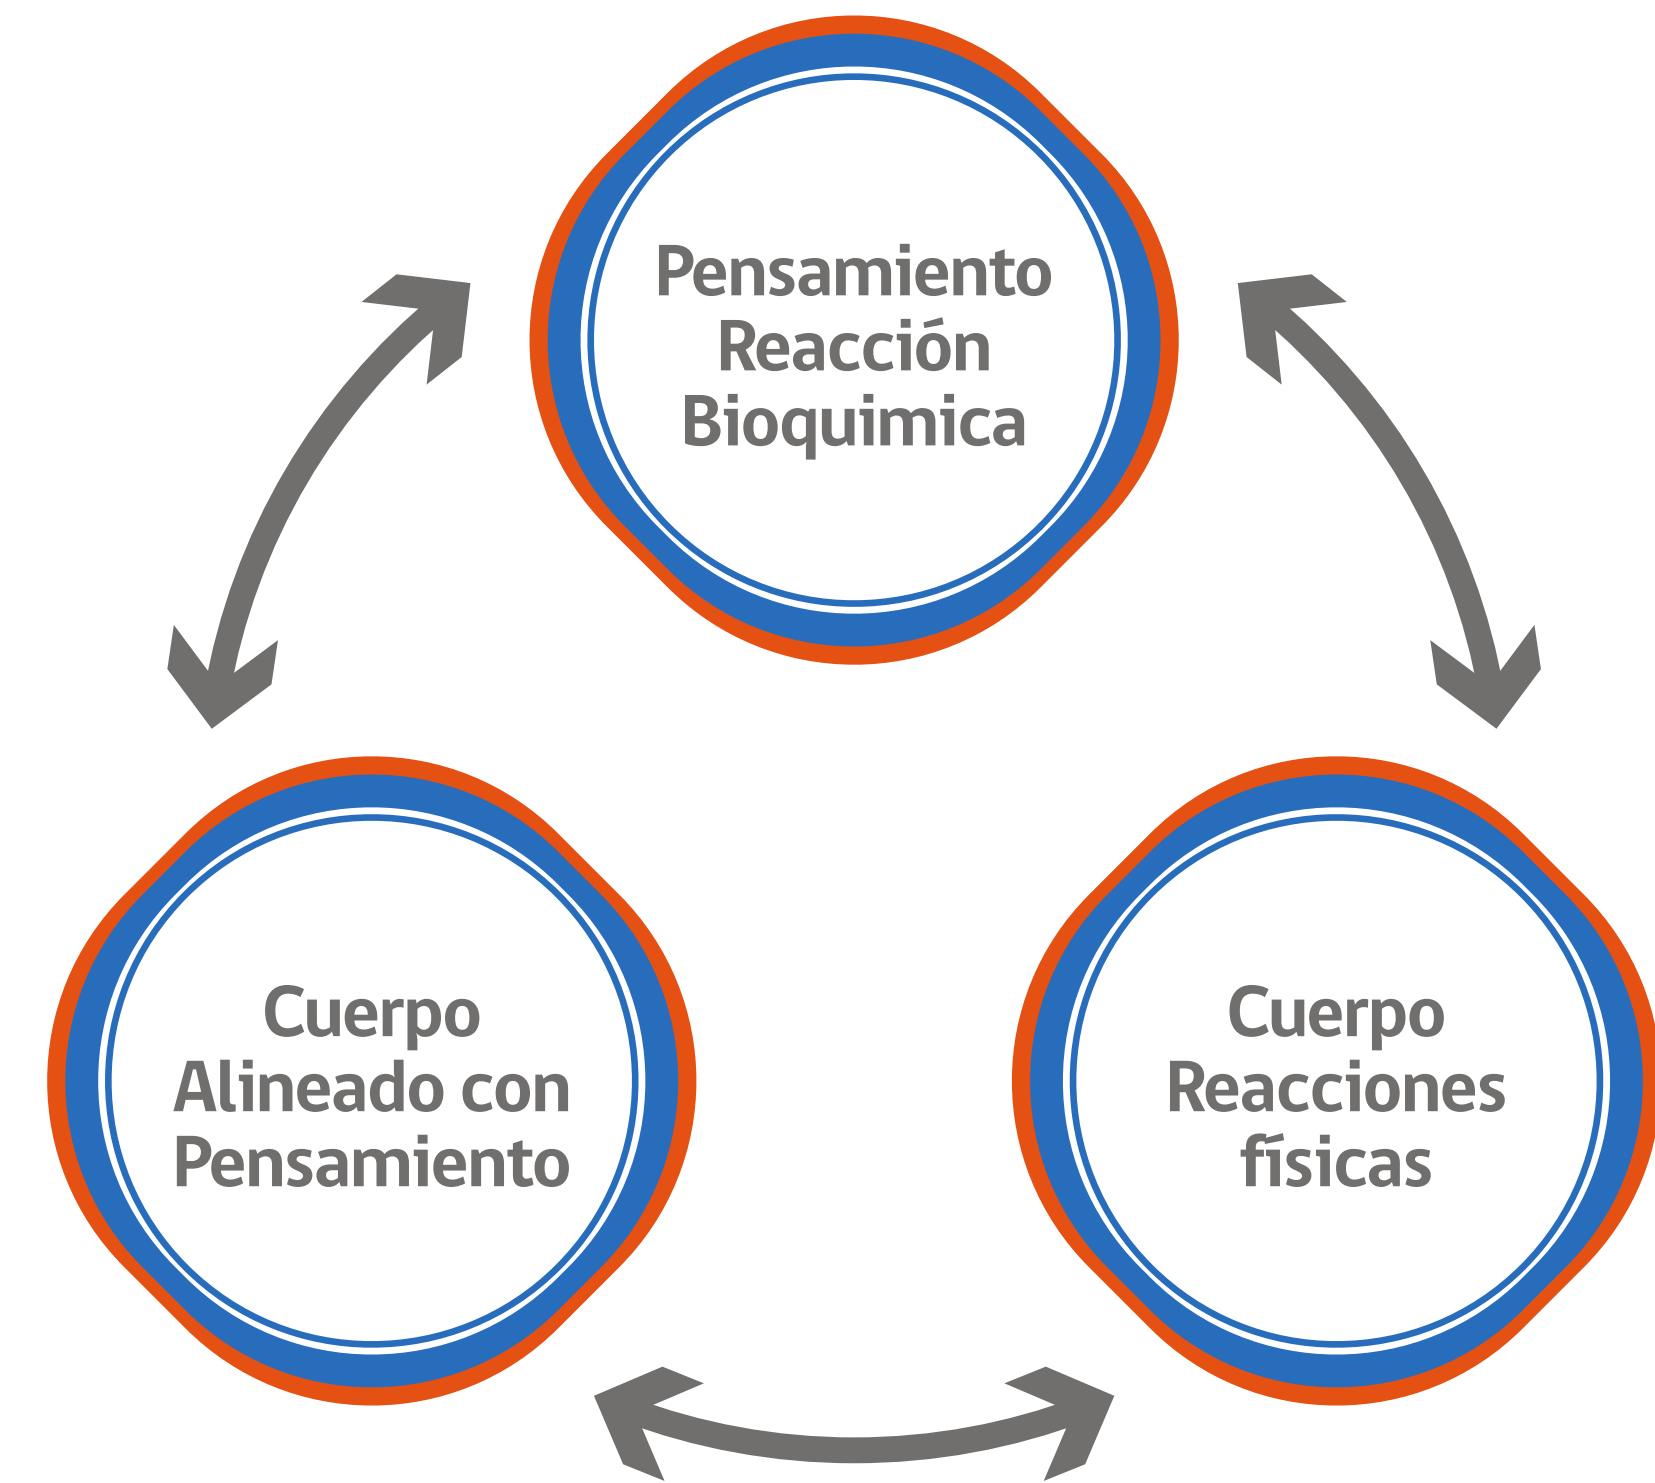 Pensamiento
Reacción
Bioquimica
Cuerpo
Alineado con
Pensamiento
Cuerpo
Reacciones
físicas